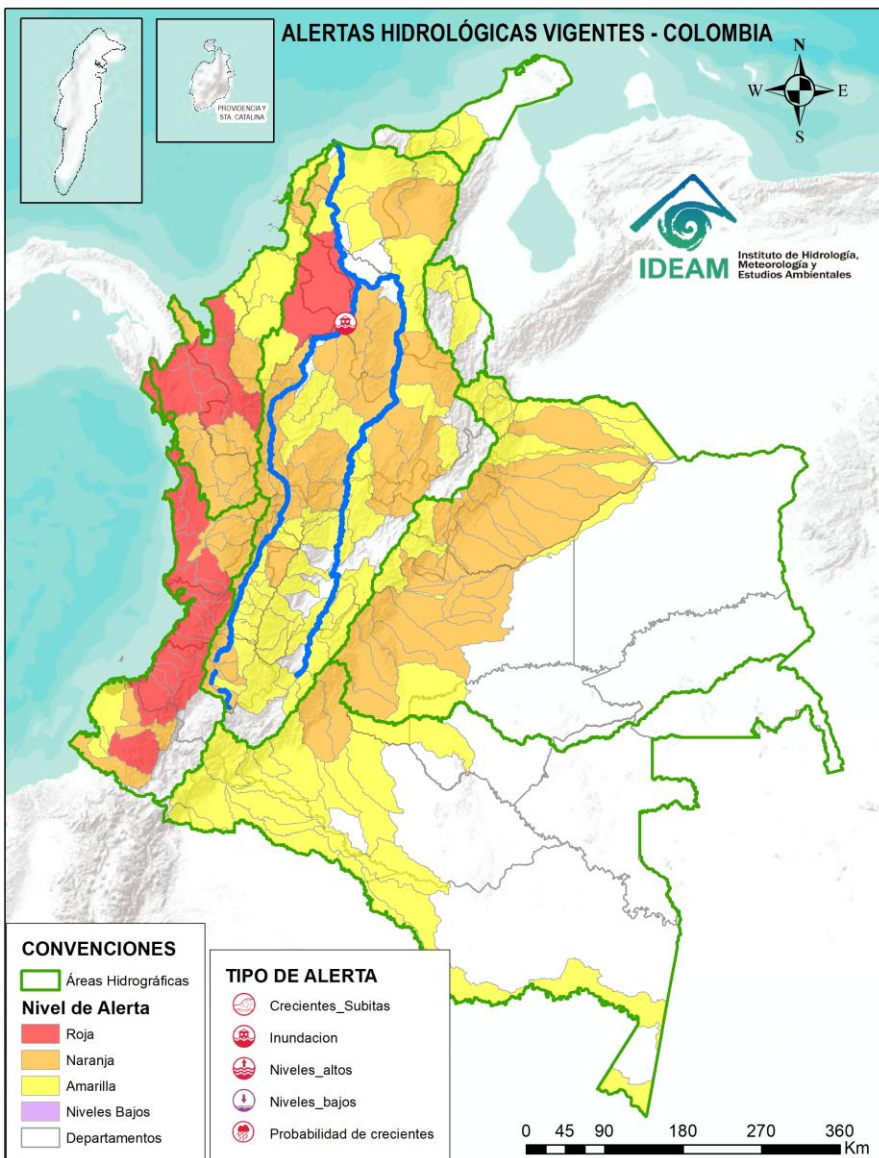 ALERTAS HIDROLÓGICAS VIGENTES - COLOMBIA
PROVIDENCIA Y
STA. CATALINA
N
W
E
S
IDEAM
Instituto de Hidrología,
Meteorología y
Estudios Ambientales
CONVENCIONES
Áreas Hidrográficas
Nivel de Alerta
Roja
Naranja
Amarilla
Niveles Bajos
Departamentos
TIPO DE ALERTA
Crecientes_Subitas
Inundacion
Niveles_altos
Niveles_bajos
Probabilidad de crecientes
0 45 90 180 270 360
Km